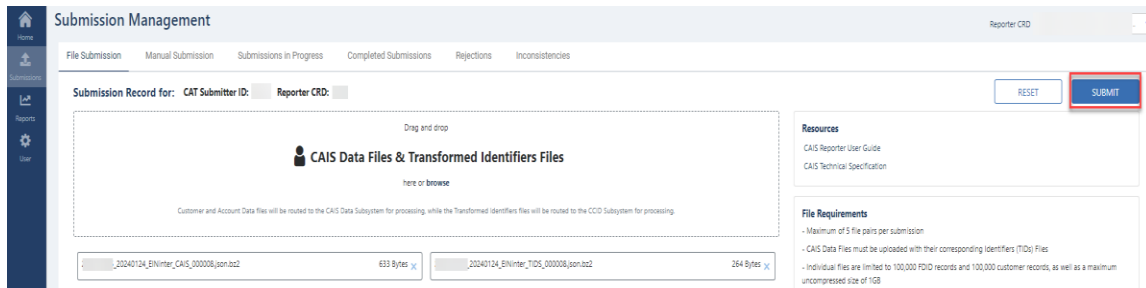 Home
Submissions
Reports
User
Submission Management
Reporter CRD
File Submission Manual Submission Submissions in Progress Completed Submissions Rejections Inconsistencies
Submission Record for: CAT Submitter ID: Reporter CRD:
RESET SUBMIT
Drag and drop
CAIS Data Files & Transformed Identifiers Files
here or browse
Customer and Account Data files will be routed to the CAIS Data Subsystem for processing, while the Transformed Identifiers files will be routed to the CCID Subsystem for processing.
_20240124_EINinter_CAIS_000008.json.bz2 633 Bytes x
_20240124_EINinter_TIDS_000008.json.bz2 264 Bytes x
Resources
CAIS Reporter User Guide
CAIS Technical Specification
File Requirements
- Maximum of 5 file pairs per submission
- CAIS Data Files must be uploaded with their corresponding Identifiers (TIDs) Files
- Individual files are limited to 100,000 FDID records and 100,000 customer records, as well as a maximum
uncompressed size of 1GB